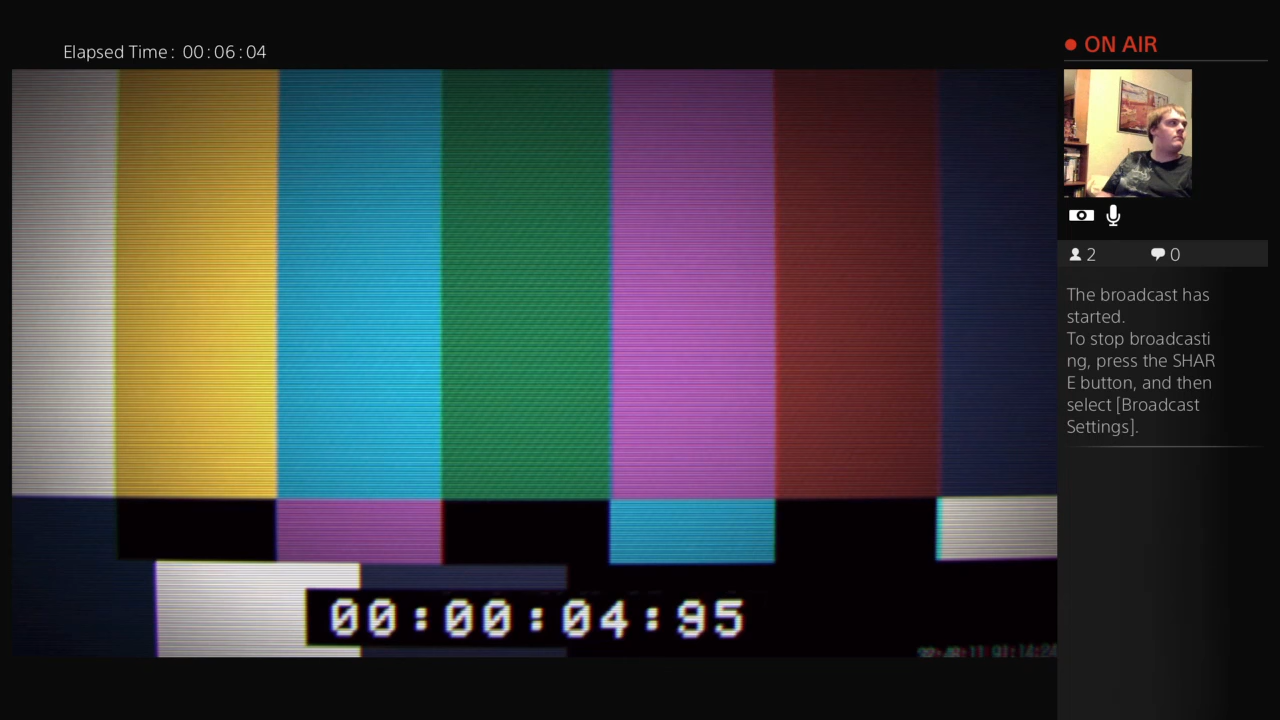 Elapsed Time: 00:06:04
ON AIR
2 0
The broadcast has
started.
To stop broadcasti
ng, press the SHAR
E button, and then
select [Broadcast
Settings].
00:00:04:95